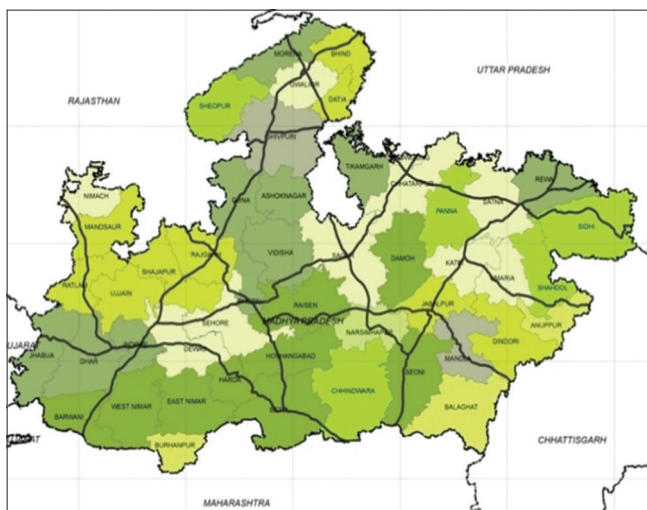 MORENA
BHIND
UTTAR PRADESH
GWALIOR
RAJASTHAN
DATIA
SHEOPUR
SHIVPURI
TIKAMGARH
CHHATARPUR
REWA
NIMACH
GUNA
ASHOKNAGAR
PANNA
SATNA
MANDSAUR
SIDHI
VIDISHA
DAMOH
RAJGARH
SHAJAPUR
UJJAIN
RATLAM
SHAHDOL
RAISEN
JABALPUR
ANUPPUR
SEHORE
MADHYA PRADESH
NARSIMHAPUR
DINDORI
DEWAS
JHABUA
DHAR
HOSHANGABAD
SEONI
HARDA
CHHINDWARA
BARWANI
WEST NIMAR
EAST NIMAR
BALAGHAT
BURHANPUR
CHHATTISGARH
MAHARASHTRA